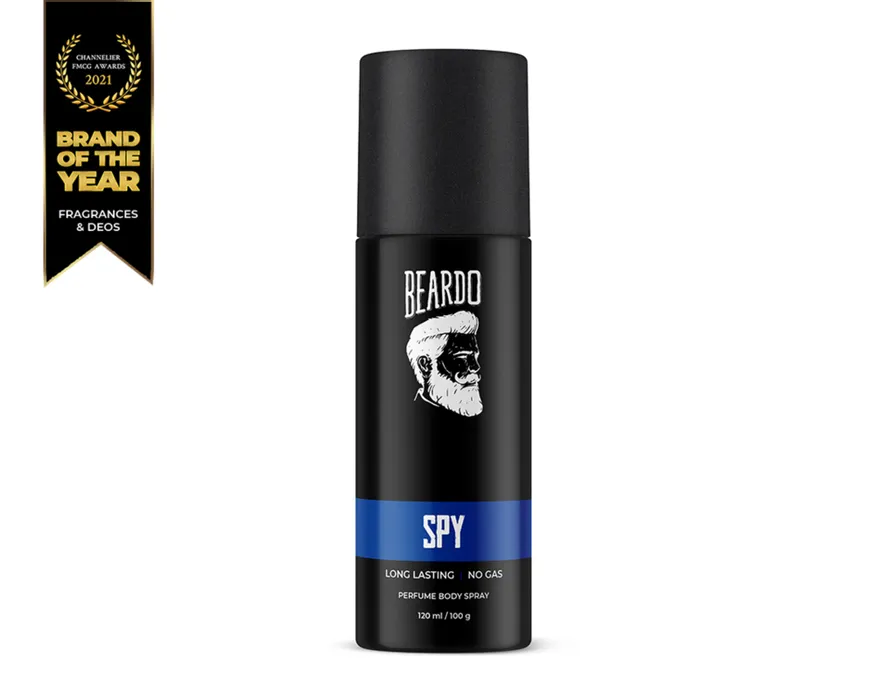 CHANNELIER
FMCG AWARDS
2021
BRAND
OF THE
YEAR
FRAGRANCES
& DEOS
BEARDO
SPY
LONG LASTING | NO GAS
PERFUME BODY SPRAY
120 ml / 100 g